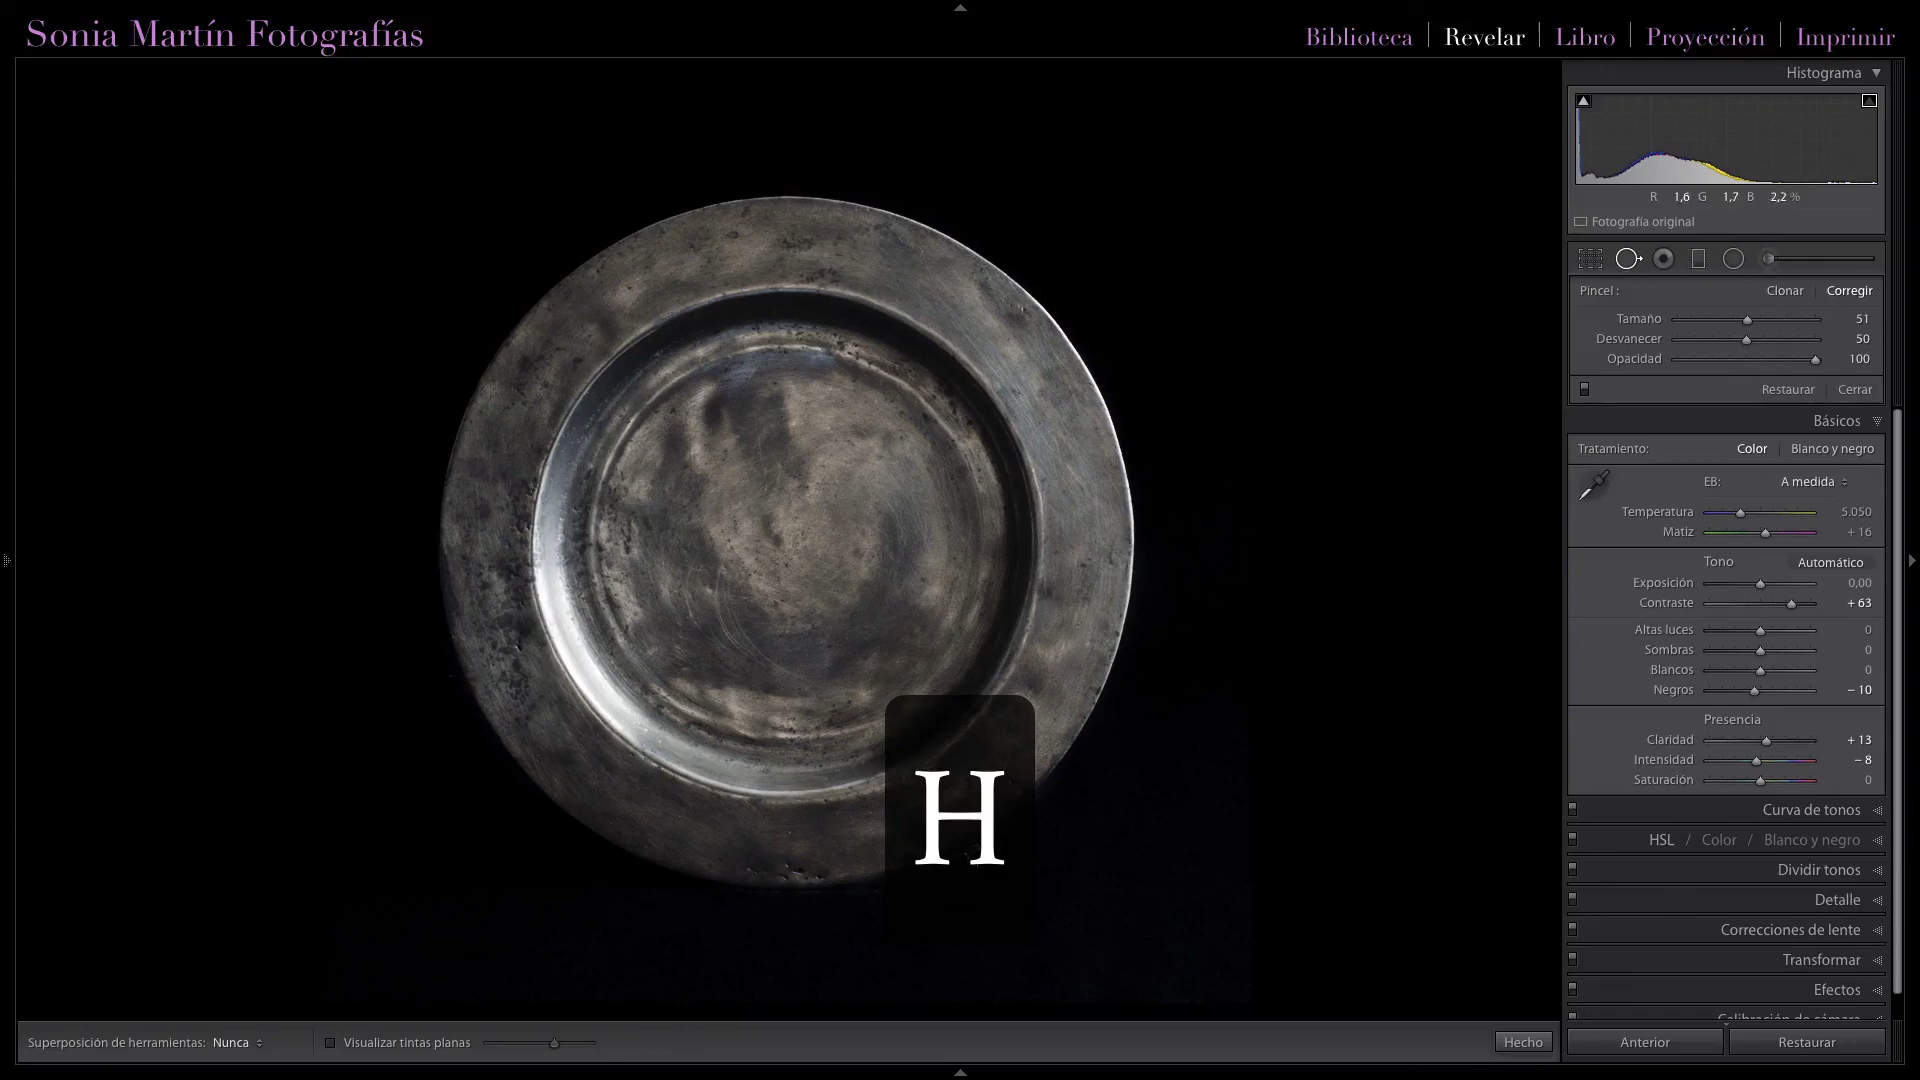 Sonia Martín Fotografías
Biblioteca | Revelar | Libro | Proyección | Imprimir
Histograma
R 1,6 G 1,7 B 2,2 %
Fotografía original
Pincel : Clonar | Corregir
Tamaño 51
Desvanecer 50
Opacidad 100
Restaurar | Cerrar
Básicos
Tratamiento: Color | Blanco y negro
EB: A medida
Temperatura 5.050
Matiz + 16
Tono Automático
Exposición 0,00
Contraste + 63
Altas luces 0
Sombras 0
Blancos 0
Negros – 10
Presencia
Claridad + 13
Intensidad – 8
Saturación 0
H
Curva de tonos
HSL / Color / Blanco y negro
Dividir tonos
Detalle
Correcciones de lente
Transformar
Efectos
Calibración de cámara
Superposición de herramientas: Nunca
Visualizar tintas planas
Hecho
Anterior
Restaurar